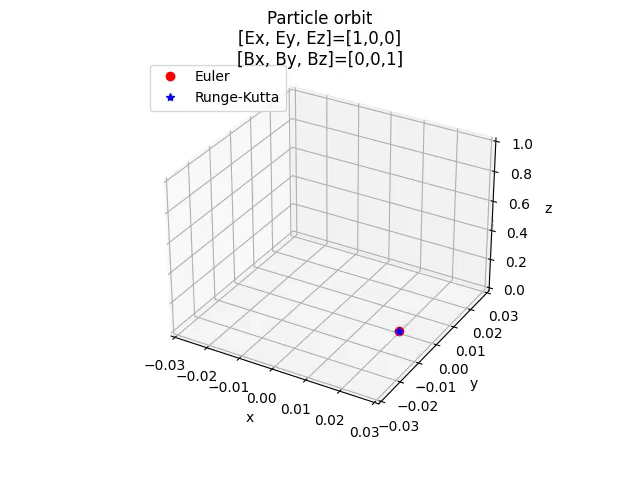 Particle orbit
[Ex, Ey, Ez]=[1,0,0]
[Bx, By, Bz]=[0,0,1]
Euler
Runge-Kutta
1.0
0.8
z
0.6
0.4
0.2
0.0
0.03
0.02
0.01
0.00
y
−0.01
−0.02
−0.03
−0.03
−0.02
−0.01
0.00
x
0.01
0.02
0.03